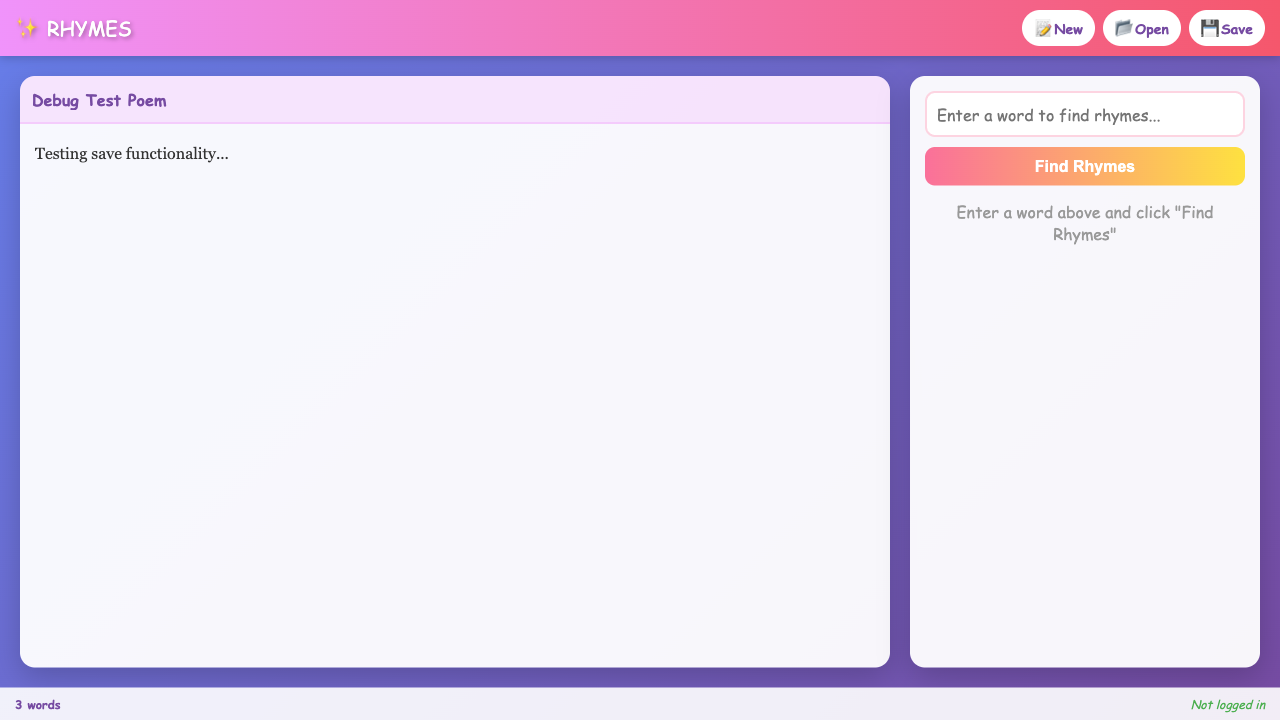 ✨ RHYMES
📝New
📂Open
💾Save
Debug Test Poem
Testing save functionality...
Enter a word to find rhymes...
Find Rhymes
Enter a word above and click "Find
Rhymes"
3 words
Not logged in